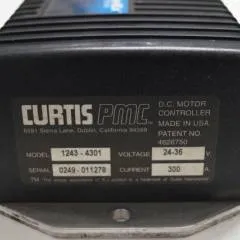 CURTIS PMC
D.C. MOTOR
CONTROLLER
MADE IN USA
PATENT NO.
4626750
6591 Sierra Lane, Dublin, California 94568
MODEL 1243-4301 VOLTAGE 24-36 V
SERIAL 0249-011278 CURRENT 300 A
TM